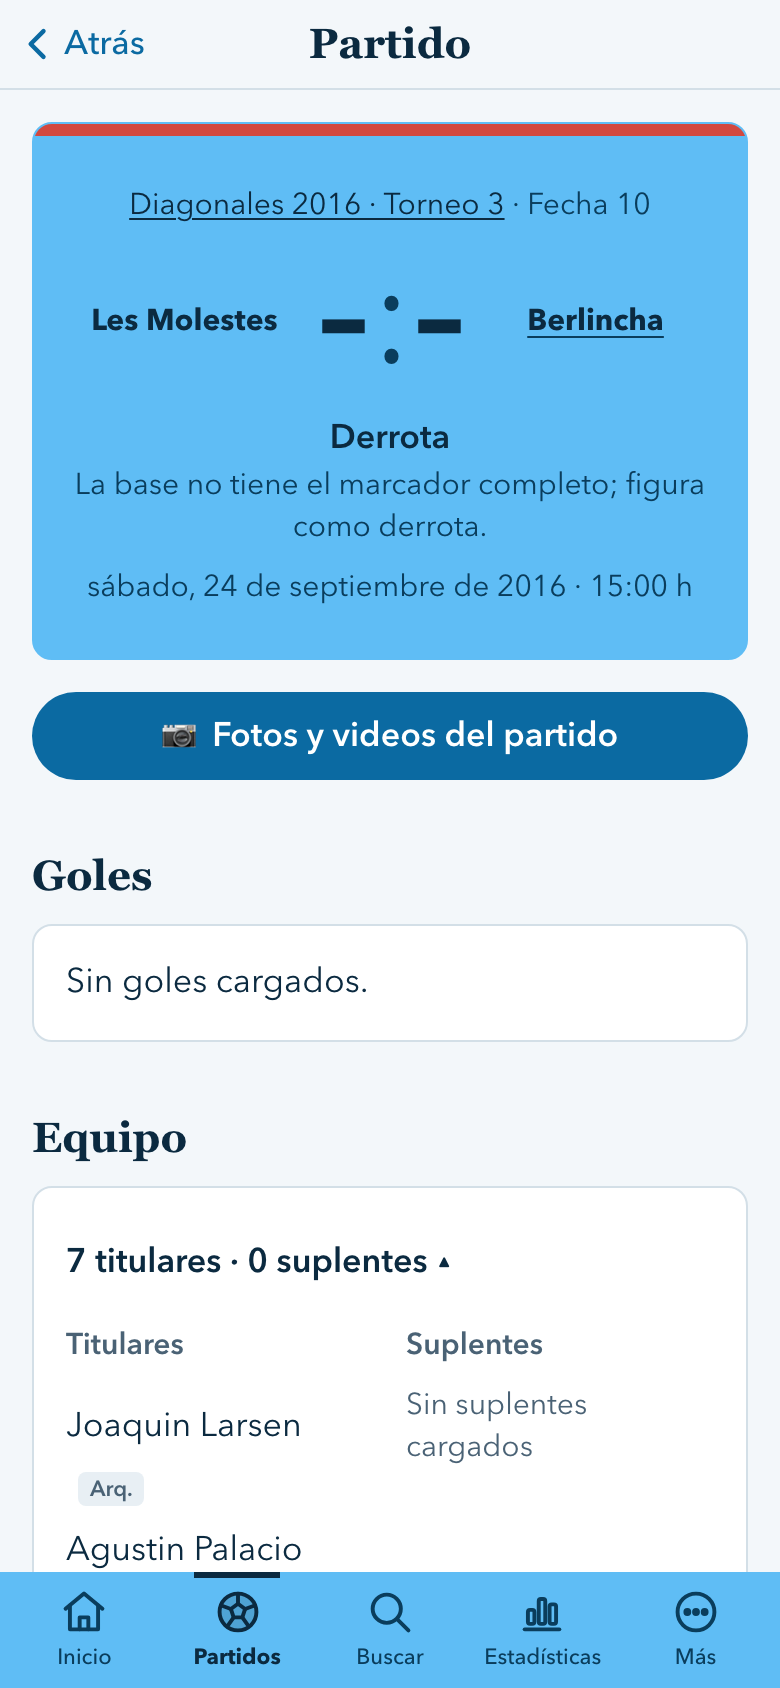 Atrás
Partido
Diagonales 2016 · Torneo 3 · Fecha 10
Les Molestes
– : –
Berlincha
Derrota
La base no tiene el marcador completo; figura
como derrota.
sábado, 24 de septiembre de 2016 · 15:00 h
Fotos y videos del partido
Goles
Sin goles cargados.
Equipo
7 titulares · 0 suplentes ▴
Titulares
Joaquin Larsen
Arq.
Agustin Palacio
Suplentes
Sin suplentes
cargados
Inicio
Partidos
Buscar
Estadísticas
Más